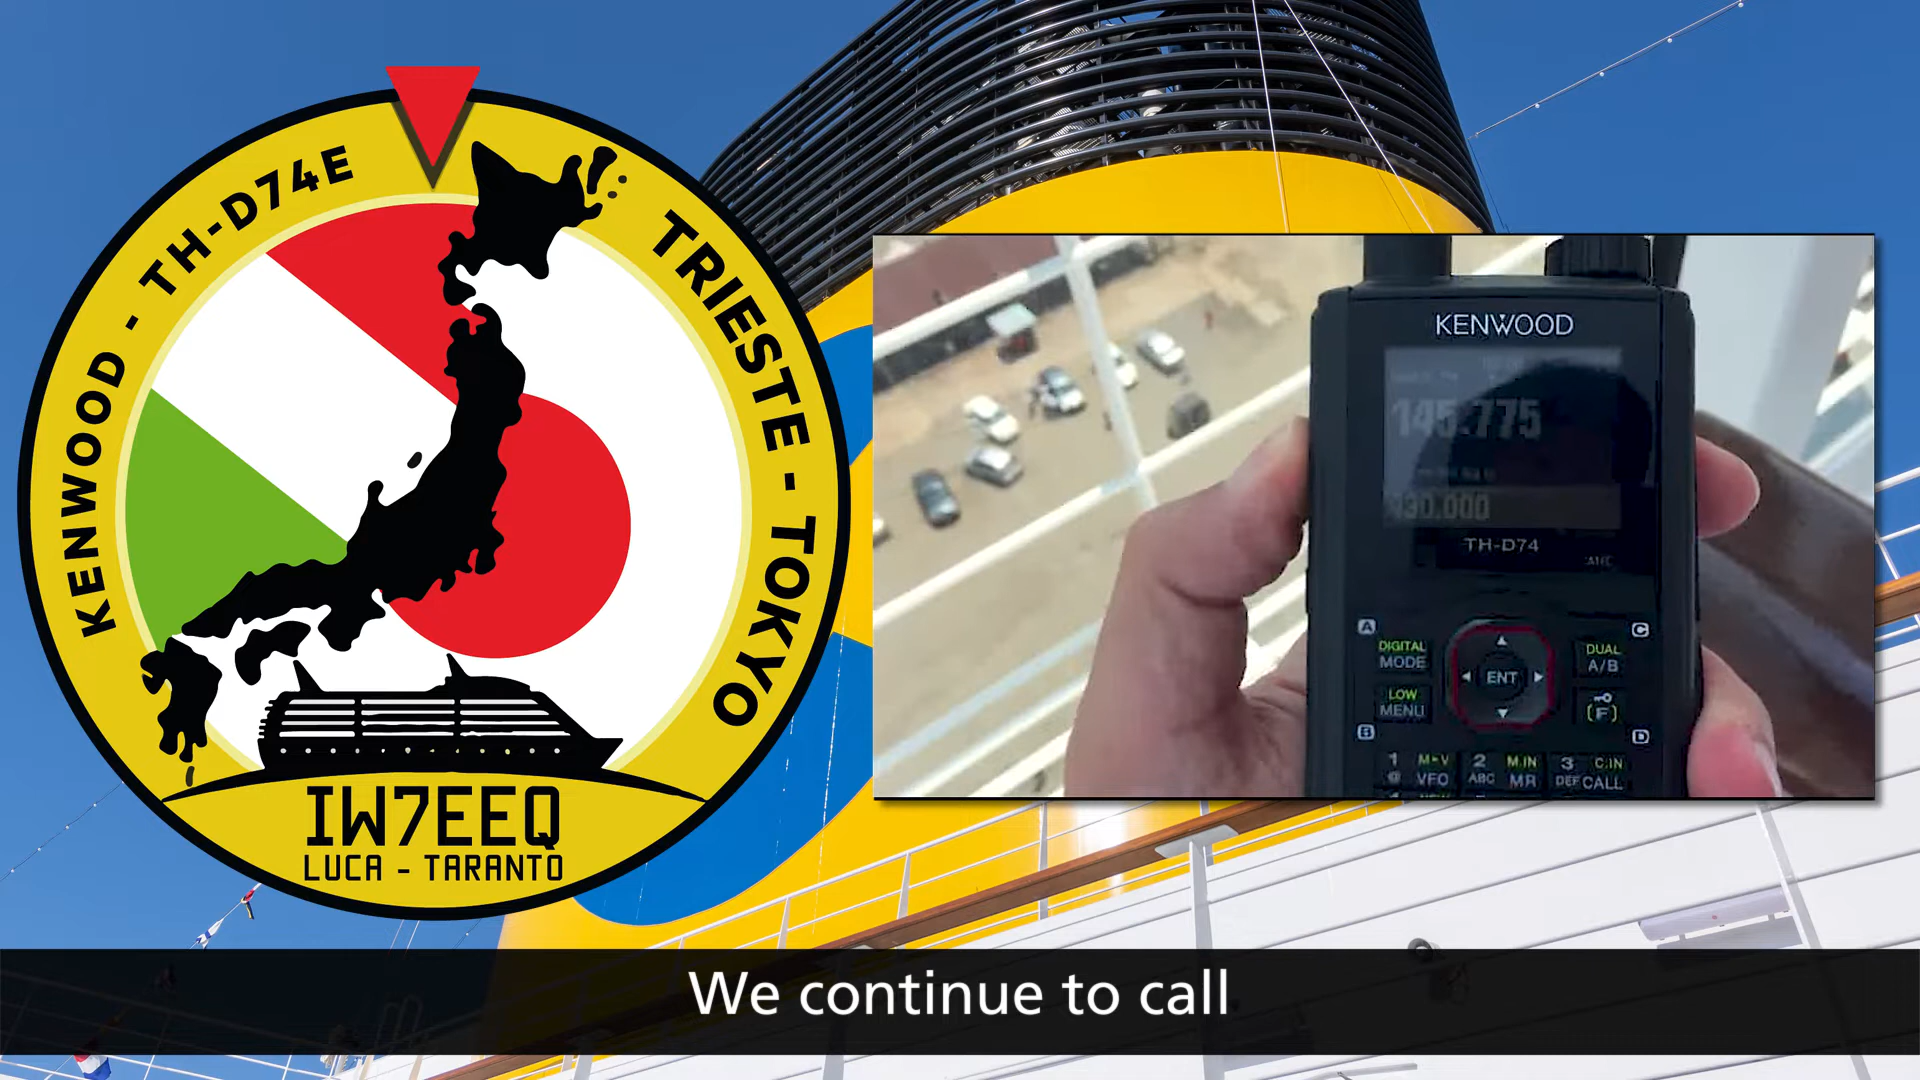 KENWOOD - TH-D74E
TRIESTE - TOKYO
IW7EEQ
LUCA - TARANTO
KENWOOD
145.775
430.000
TH-D74
A
DIGITAL
MODE
LOW
MENU
B
ENT
C
DUAL
A/B
(F)
D
1 M▸V
@ VFO
2 M.IN
ABC MR
3 C.IN
DEF CALL
We continue to call